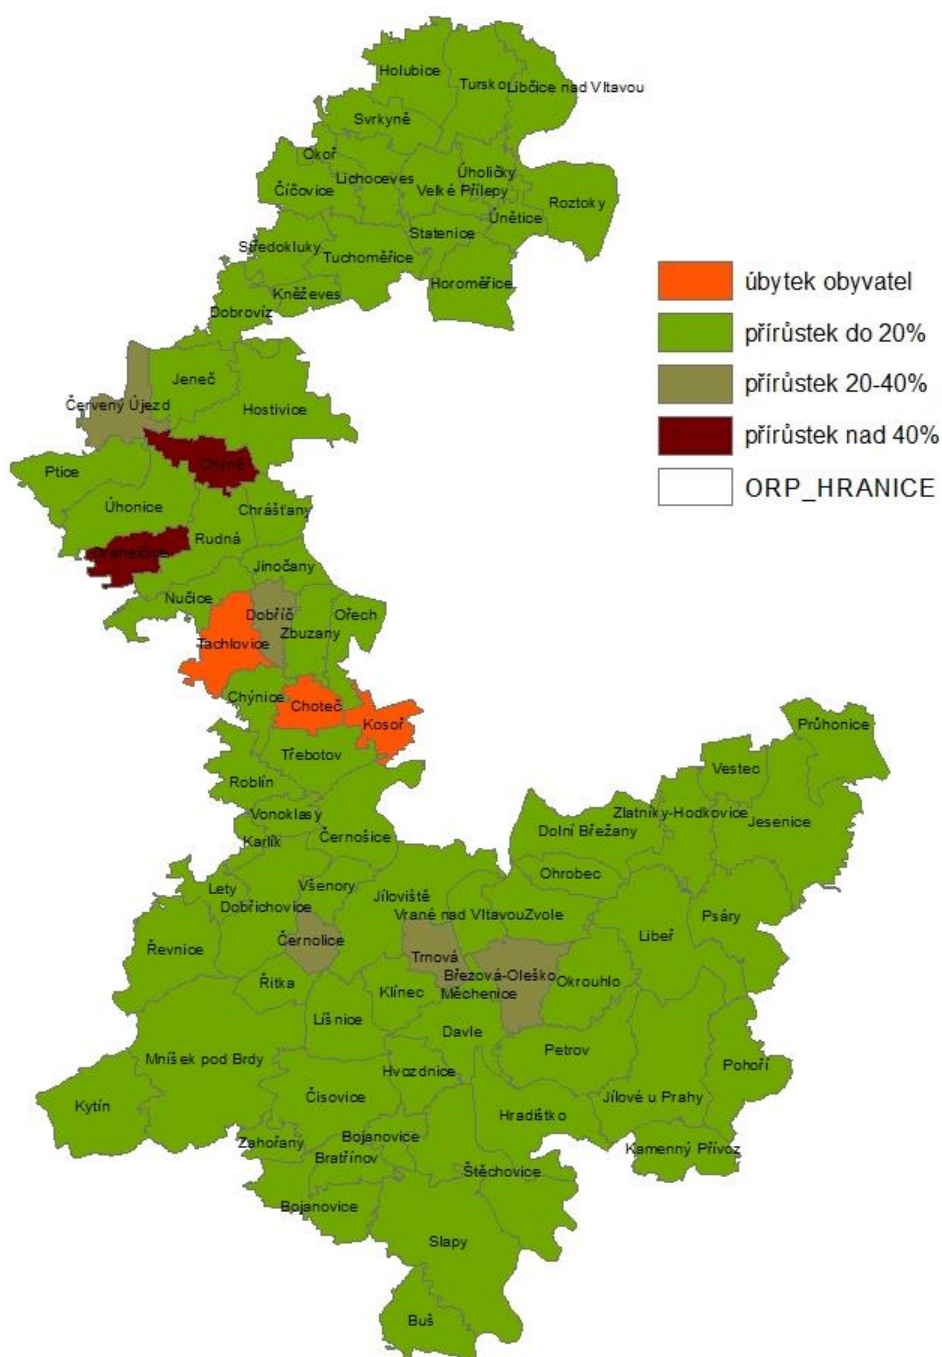 Holubice
Tursko
Libčice nad Vltavou
Svrkyně
Okoř
Lichoceves
Úholičky
Číčovice
Velké Přílepy
Roztoky
Únětice
Statenice
Středokluky
Tuchoměřice
Horoměřice
Kněževes
Dobrovíz
úbytek obyvatel
přírůstek do 20%
přírůstek 20-40%
přírůstek nad 40%
ORP_HRANICE
Jeneč
Červený Újezd
Hostivice
Chýně
Ptice
Úhonice
Chrášťany
Rudná
Drahelčice
Jinočany
Nučice
Dobříč
Ořech
Zbuzany
Tachlovice
Chýnice
Choteč
Kosoř
Třebotov
Roblín
Vonoklasy
Karlík
Černošice
Průhonice
Vestec
Zlatníky-Hodkovice
Jesenice
Dolní Břežany
Ohrobec
Lety
Všenory
Jíloviště
Dobřichovice
Vrané nad Vltavou
Zvole
Psáry
Libeř
Černolice
Řevnice
Trnová
Březová-Oleško
Okrouhlo
Řitka
Klínec
Měchenice
Líšnice
Davle
Petrov
Mníšek pod Brdy
Hvozdnice
Pohoří
Kytín
Čisovice
Jílové u Prahy
Hradištko
Zahořany
Bojanovice
Bratřínov
Kamenný Přívoz
Štěchovice
Bojanovice
Slapy
Buš